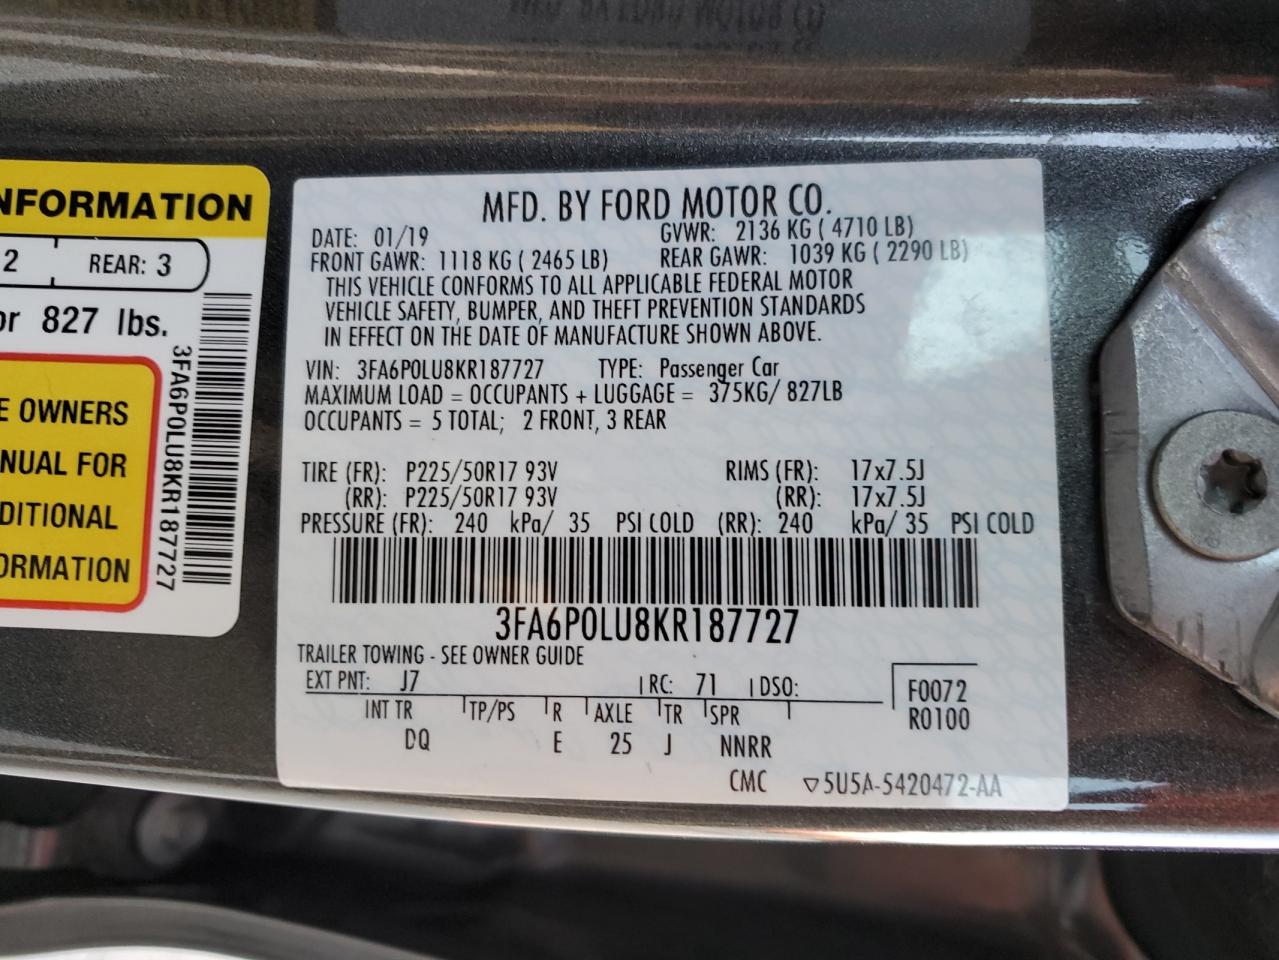 NFORMATION
2 REAR: 3
or 827 lbs.
E OWNERS
NUAL FOR
DITIONAL
ORMATION
3FA6P0LU8KR187727
MFD. BY FORD MOTOR CO.
DATE: 01/19 GVWR: 2136 KG ( 4710 LB)
FRONT GAWR: 1118 KG ( 2465 LB) REAR GAWR: 1039 KG ( 2290 LB)
THIS VEHICLE CONFORMS TO ALL APPLICABLE FEDERAL MOTOR
VEHICLE SAFETY, BUMPER, AND THEFT PREVENTION STANDARDS
IN EFFECT ON THE DATE OF MANUFACTURE SHOWN ABOVE.
VIN: 3FA6P0LU8KR187727 TYPE: Passenger Car
MAXIMUM LOAD = OCCUPANTS + LUGGAGE = 375KG/ 827LB
OCCUPANTS = 5 TOTAL; 2 FRONT, 3 REAR
TIRE (FR): P225/50R17 93V RIMS (FR): 17x7.5J
(RR): P225/50R17 93V (RR): 17x7.5J
PRESSURE (FR): 240 kPa/ 35 PSI COLD (RR): 240 kPa/ 35 PSI COLD
3FA6P0LU8KR187727
TRAILER TOWING - SEE OWNER GUIDE
EXT PNT: J7 RC: 71 DSO: F0072
INT TR TP/PS R AXLE TR SPR R0100
DQ E 25 J NNRR
CMC ▽5U5A-5420472-AA